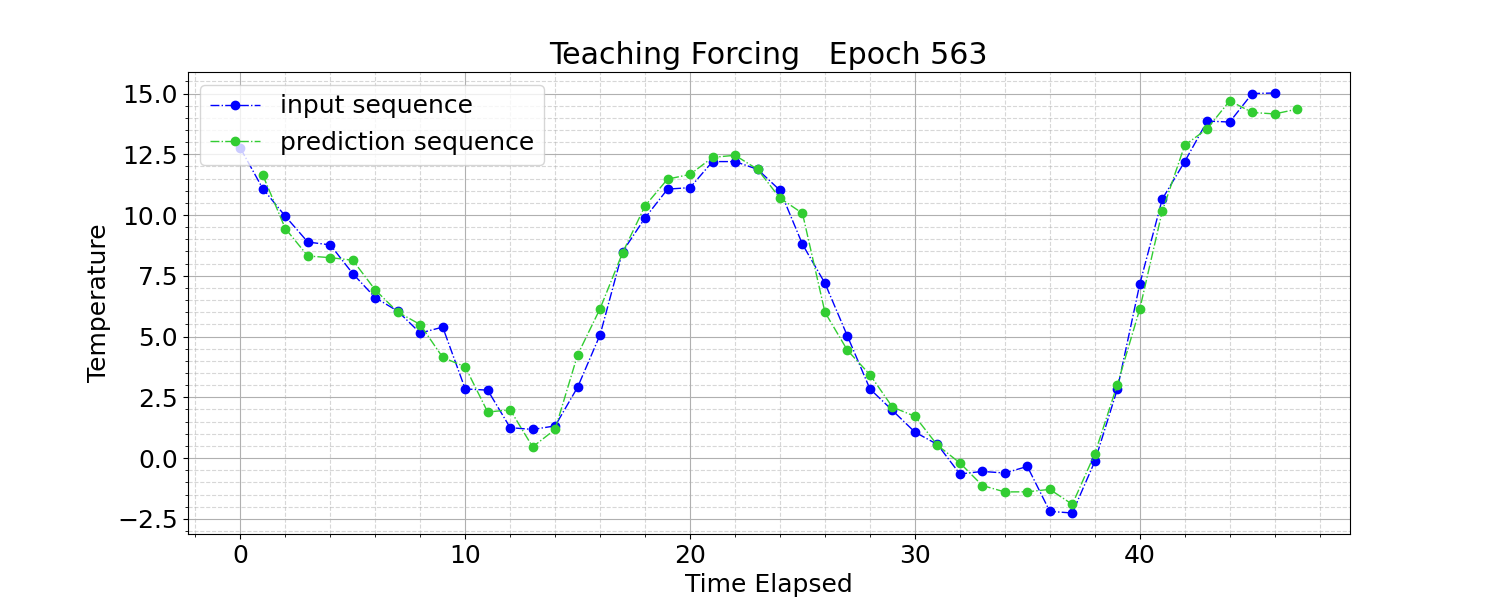 Teaching Forcing   Epoch 563
input sequence
prediction sequence
Temperature
15.0
12.5
10.0
7.5
5.0
2.5
0.0
−2.5
0 10 20 30 40
Time Elapsed